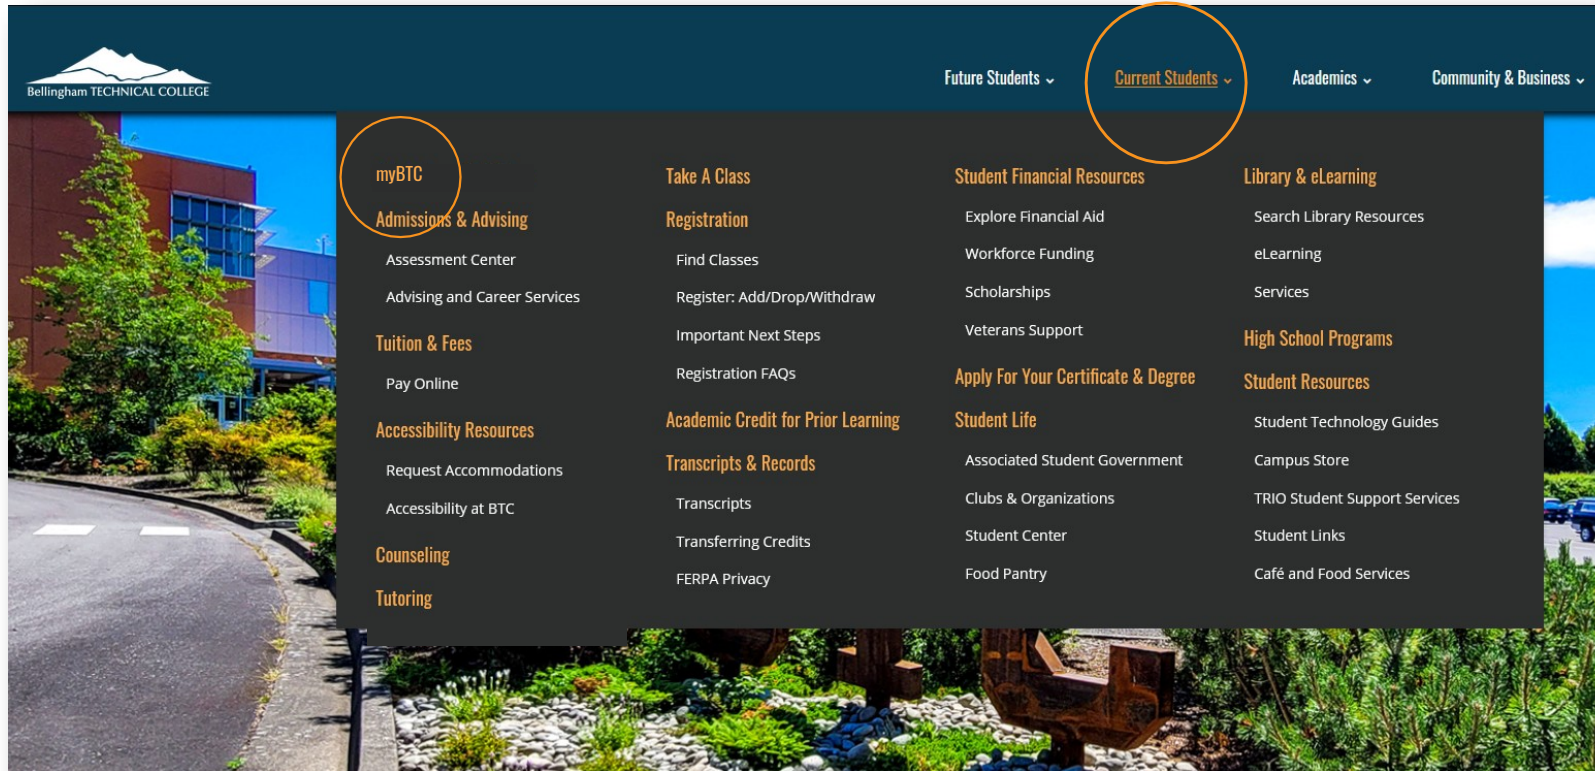 Bellingham TECHNICAL COLLEGE
Future Students
Current Students
Academics
Community & Business
myBTC
Admissions & Advising
Assessment Center
Advising and Career Services
Tuition & Fees
Pay Online
Accessibility Resources
Request Accommodations
Accessibility at BTC
Counseling
Tutoring
Take A Class
Registration
Find Classes
Register: Add/Drop/Withdraw
Important Next Steps
Registration FAQs
Academic Credit for Prior Learning
Transcripts & Records
Transcripts
Transferring Credits
FERPA Privacy
Student Financial Resources
Explore Financial Aid
Workforce Funding
Scholarships
Veterans Support
Apply For Your Certificate & Degree
Student Life
Associated Student Government
Clubs & Organizations
Student Center
Food Pantry
Library & eLearning
Search Library Resources
eLearning
Services
High School Programs
Student Resources
Student Technology Guides
Campus Store
TRIO Student Support Services
Student Links
Café and Food Services